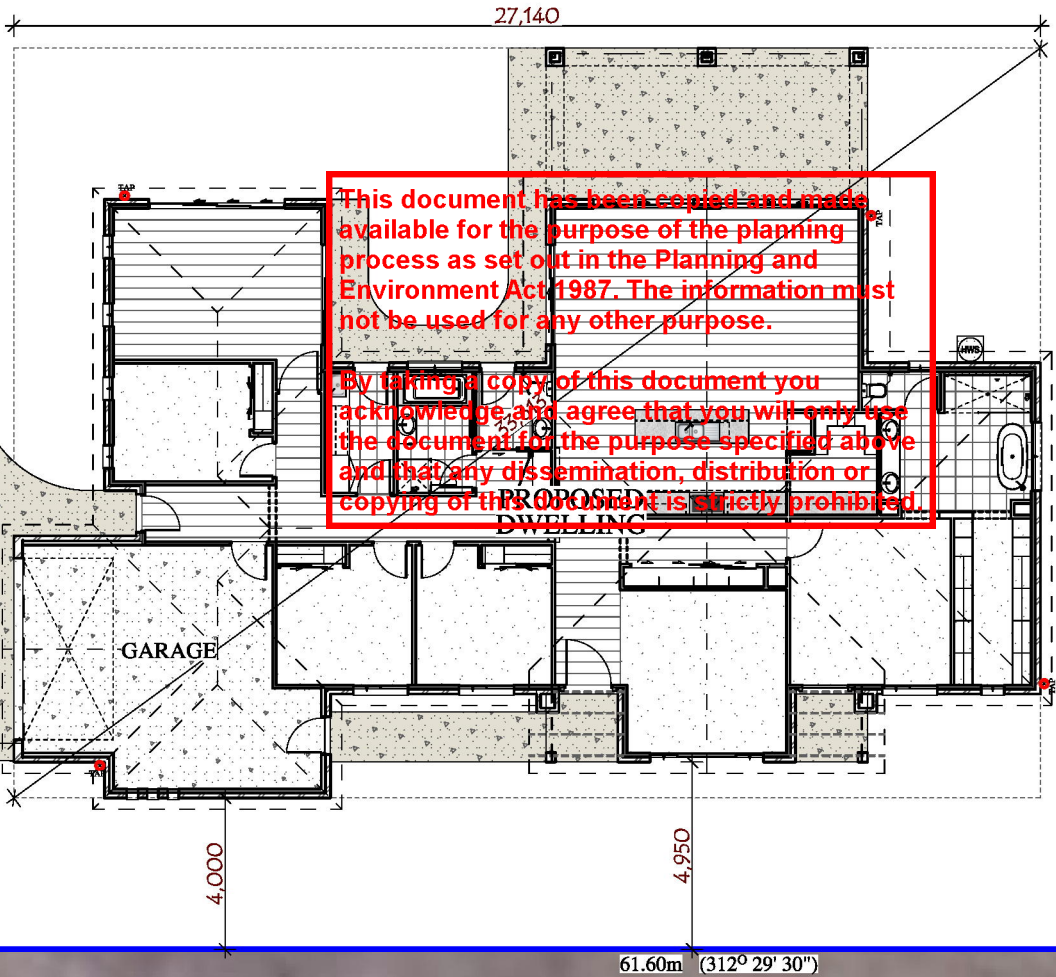 27,140
TAP
This document has been copied and made
available for the purpose of the planning
process as set out in the Planning and
Environment Act 1987. The information must
not be used for any other purpose.
TAP
HWS
By taking a copy of this document you
acknowledge and agree that you will only use
the document for the purpose specified above
and that any dissemination, distribution or
copying of this document is strictly prohibited.
PROPOSED
DWELLING
GARAGE
TAP
TAP
4,000
4,950
61.60m (312° 29' 30")